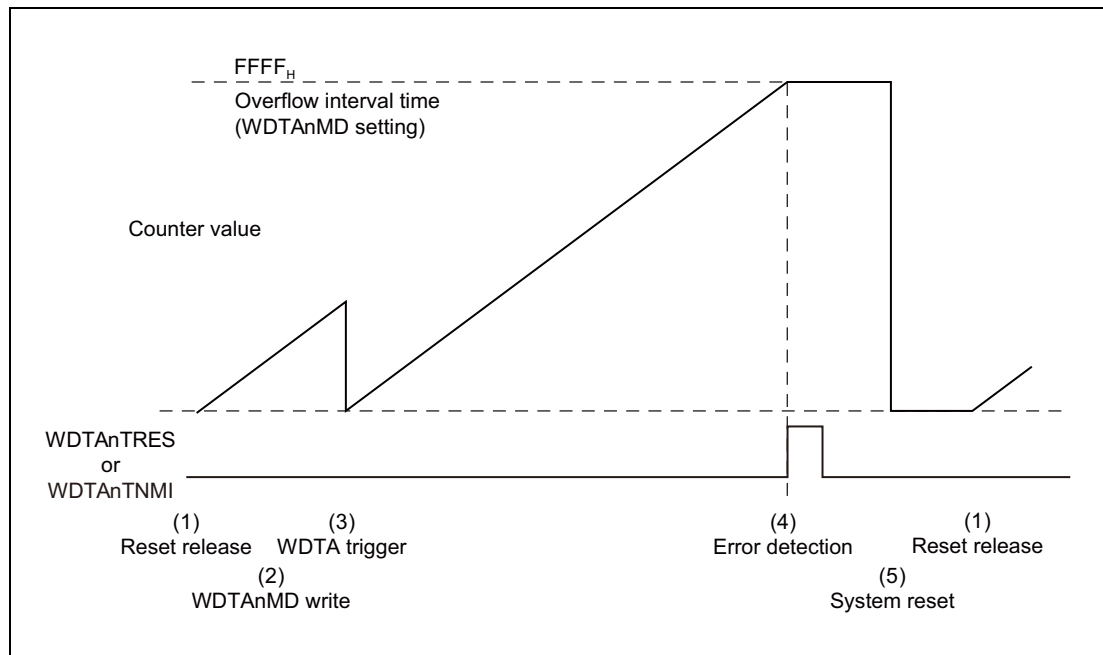 FFFFH
Overflow interval time
(WDTAnMD setting)
Counter value
WDTAnTRES
or
WDTAnTNMI
(1)
Reset release
(3)
WDTA trigger
(4)
Error detection
(1)
Reset release
(2)
WDTAnMD write
(5)
System reset